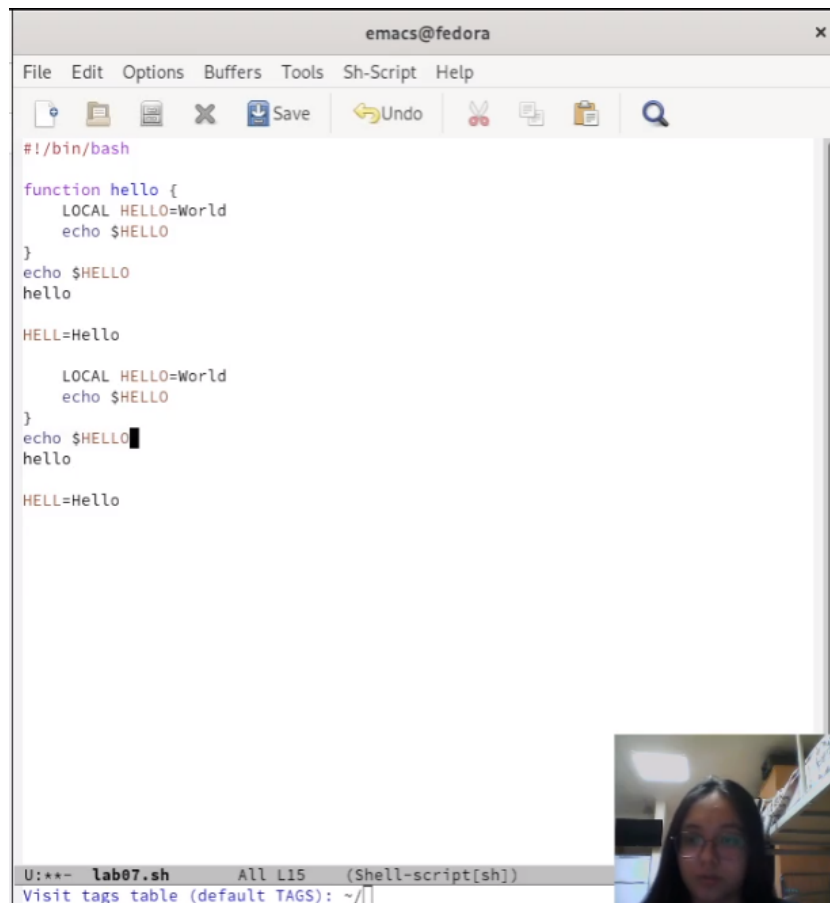 emacs@fedora ×
File Edit Options Buffers Tools Sh-Script Help
Save Undo
#!/bin/bash
function hello {
    LOCAL HELLO=World
    echo $HELLO
}
echo $HELLO
hello
HELL=Hello
    LOCAL HELLO=World
    echo $HELLO
}
echo $HELLO
hello
HELL=Hello
U:**- lab07.sh All L15 (Shell-script[sh])
Visit tags table (default TAGS): ~/